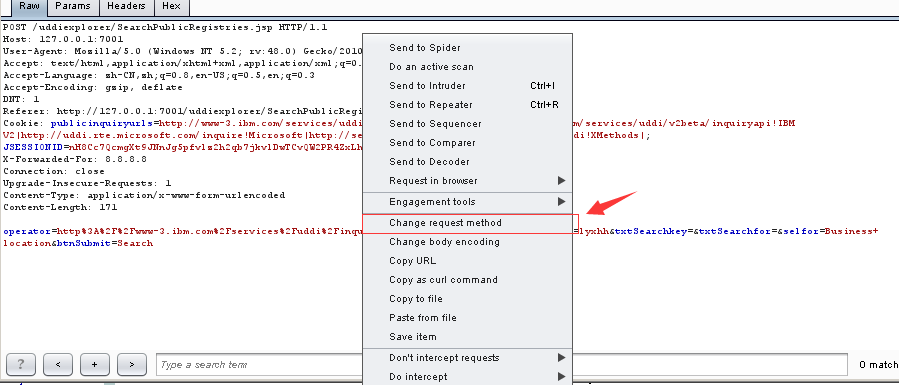 Raw Params Headers Hex
POST /uddiexplorer/SearchPublicRegistries.jsp HTTP/1.1
Host: 127.0.0.1:7001
User-Agent: Mozilla/5.0 (Windows NT 5.2; rv:48.0) Gecko/2010
Accept: text/html,application/xhtml+xml,application/xml;q=0.
Accept-Language: zh-CN,zh;q=0.8,en-US;q=0.5,en;q=0.3
Accept-Encoding: gzip, deflate
DNT: 1
Referer: http://127.0.0.1:7001/uddiexplorer/SearchPublicRegi
Cookie: publicinquiryurls=http://www-3.ibm.com/services/uddi m/services/uddi/v2beta/inquiryapi!IBM
V2|http://uddi.rte.microsoft.com/inquire!Microsoft|http://se di!XMethods|;
X-Forwarded-For: 8.8.8.8
Connection: close
Upgrade-Insecure-Requests: 1
Content-Type: application/x-www-form-urlencoded
Content-Length: 171
operator=http%3A%2F%2Fwww-3.ibm.com%2Fservices%2Fuddi%2Finqu =lyxhh&txtSearchkey=&txtSearchfor=&selfor=Business+
location&btnSubmit=Search
Send to Spider
Do an active scan
Send to Intruder Ctrl+I
Send to Repeater Ctrl+R
Send to Sequencer
Send to Comparer
Send to Decoder
Request in browser
Engagement tools
Change request method
Change body encoding
Copy URL
Copy as curl command
Copy to file
Paste from file
Save item
Don't intercept requests
Do intercept
? < + > Type a search term 0 match